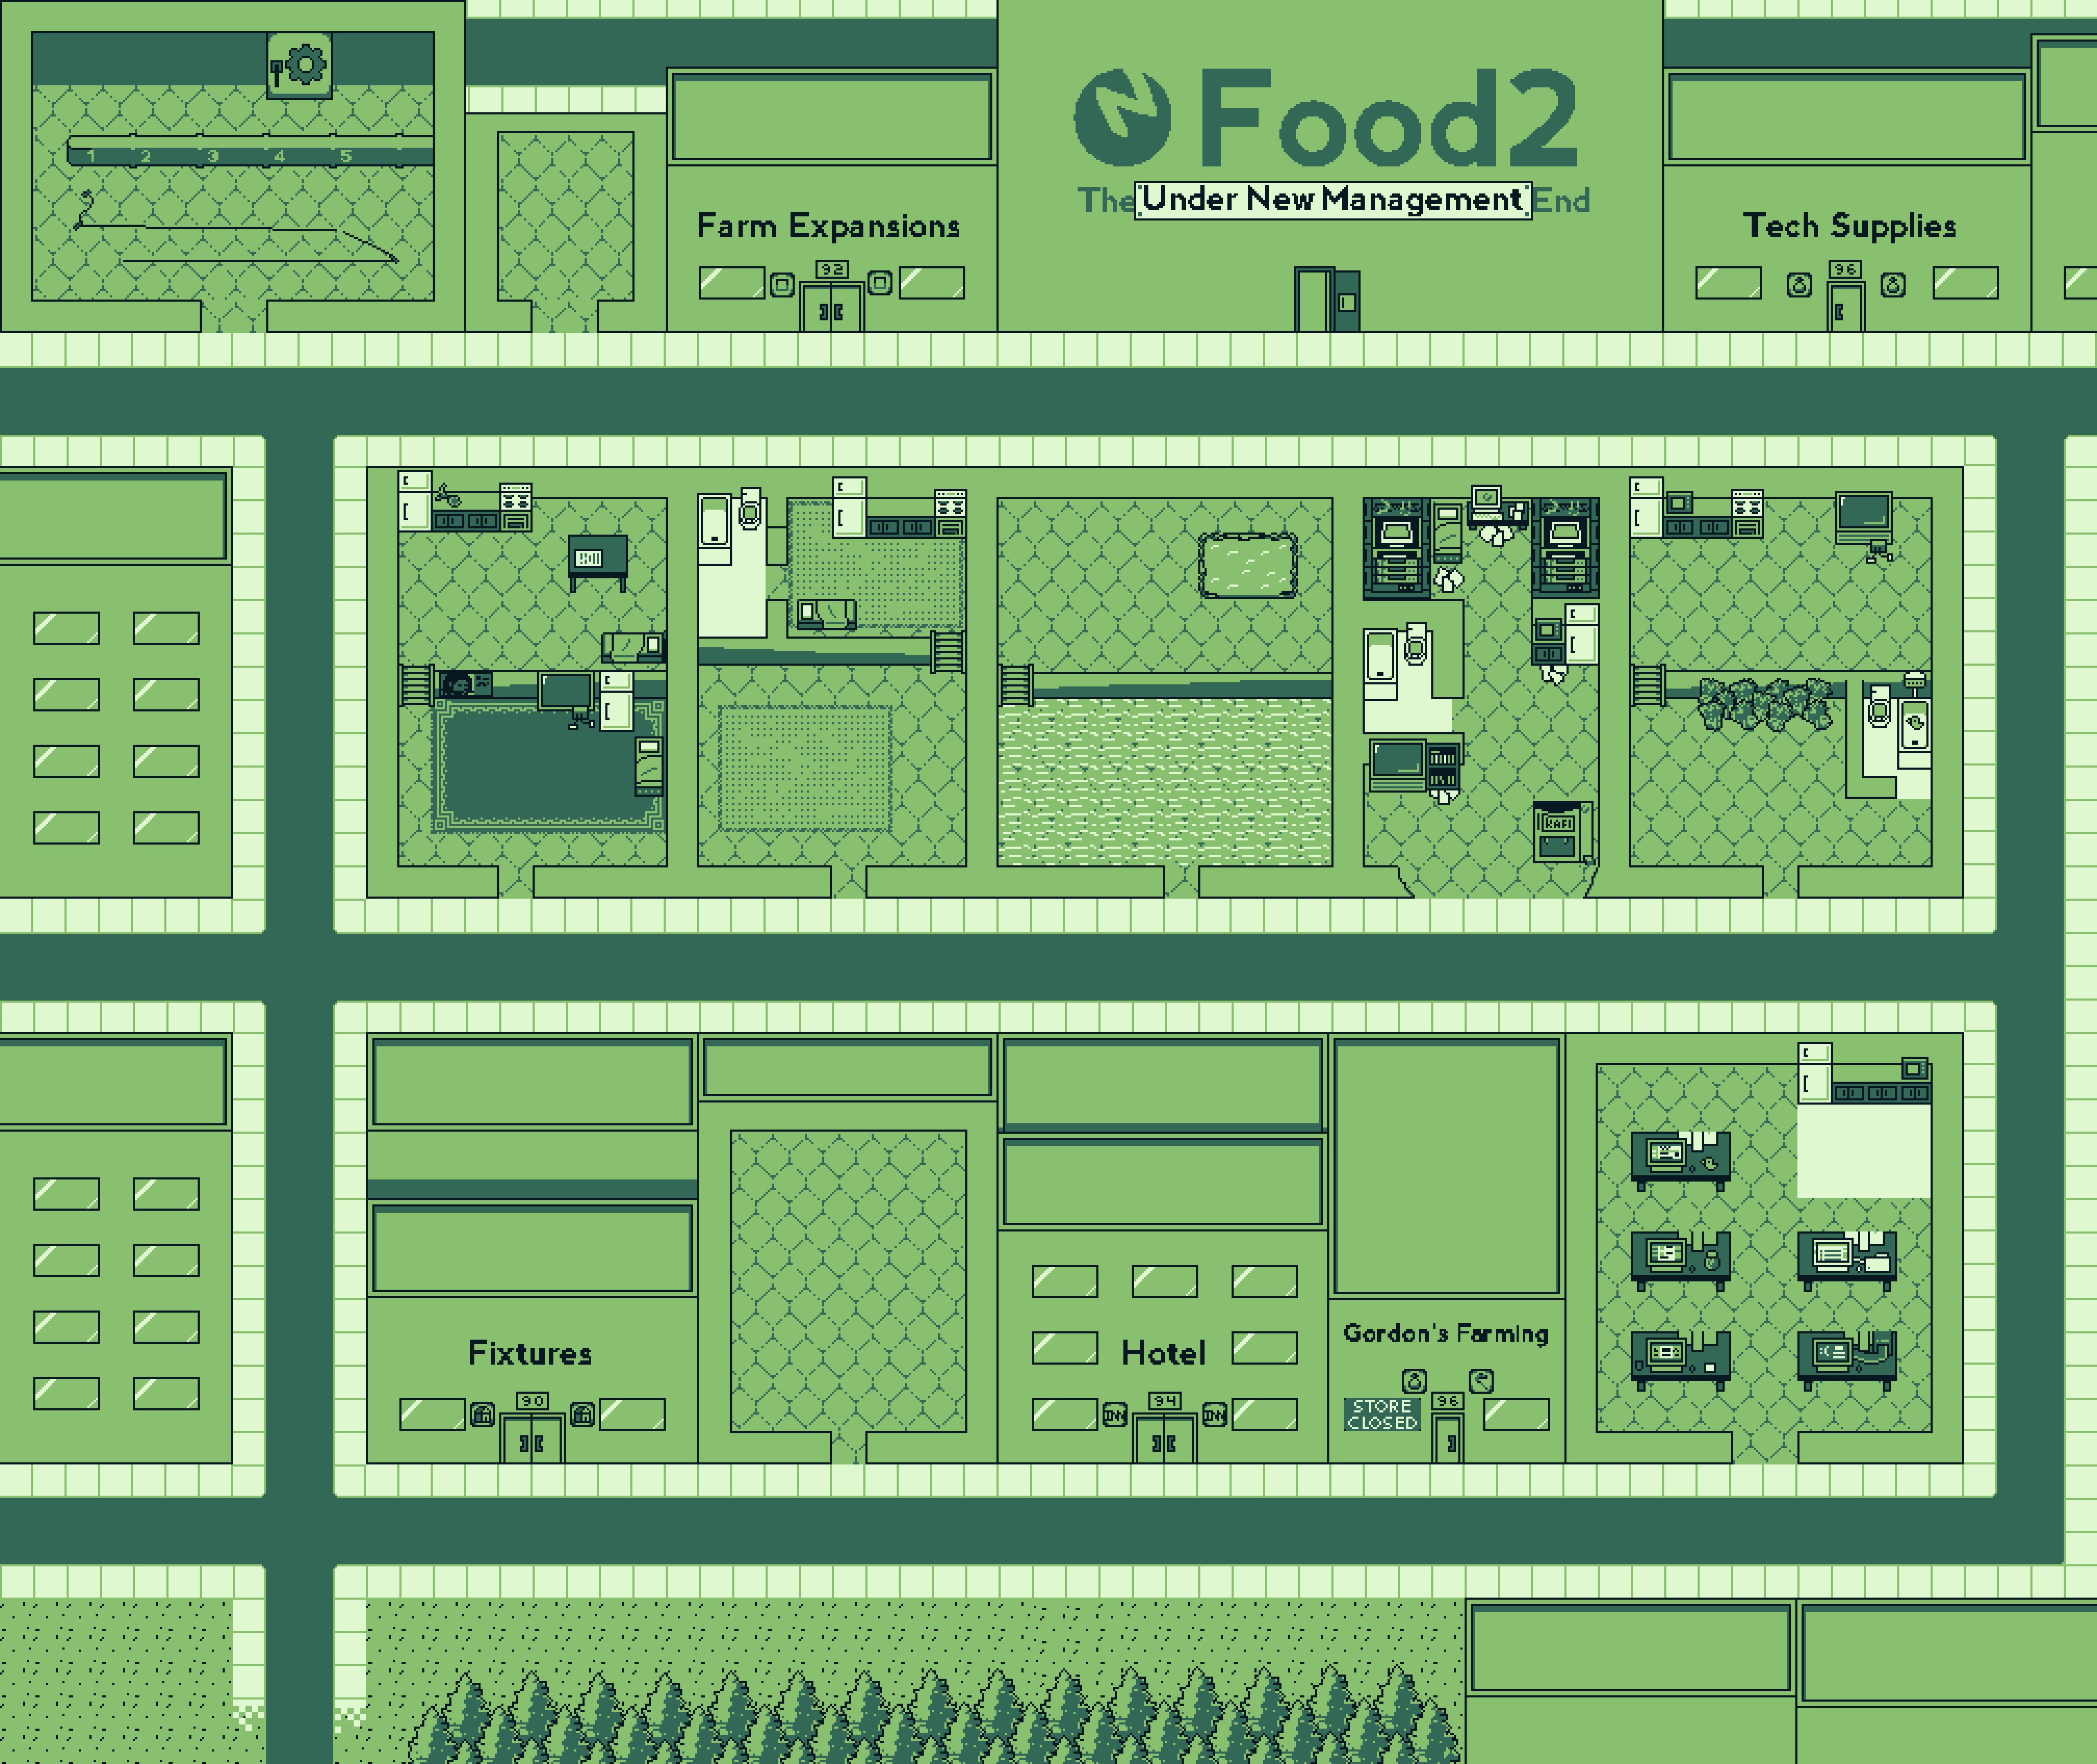 Food2
The Under New Management End
1 2 3 4 5
Farm Expansions
92
Tech Supplies
96
KAFI
Fixtures
90
Hotel
94
INN
INN
Gordon's Farming
STORE
CLOSED
96